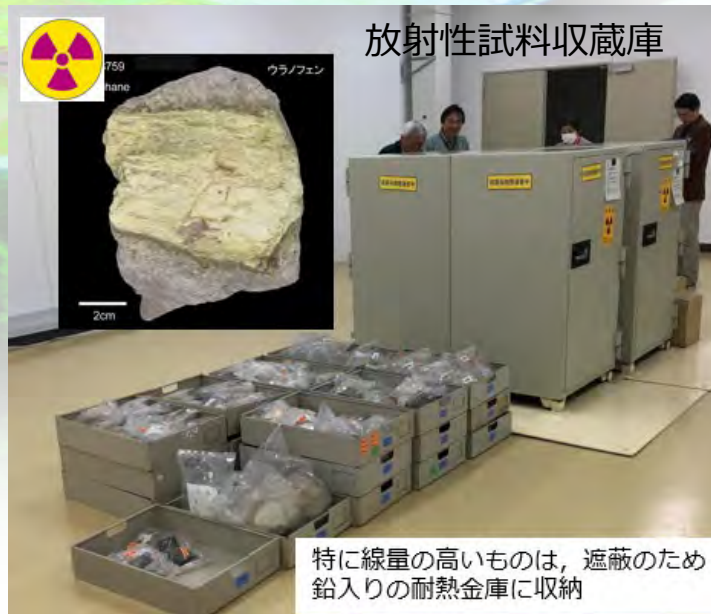 放射性試料収蔵庫
759
ウラノフェン
hane
2cm
特に線量の高いものは，遮蔽のため
鉛入りの耐熱金庫に収納